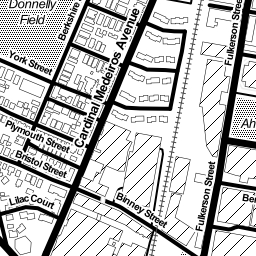 Donnelly
Field
Berkshire
Fulkerson Street
York Street
Cardinal Medeiros Avenue
Plymouth Street
Ah
Bristol Street
Fulkerson Street
Lilac Court
Binney Street